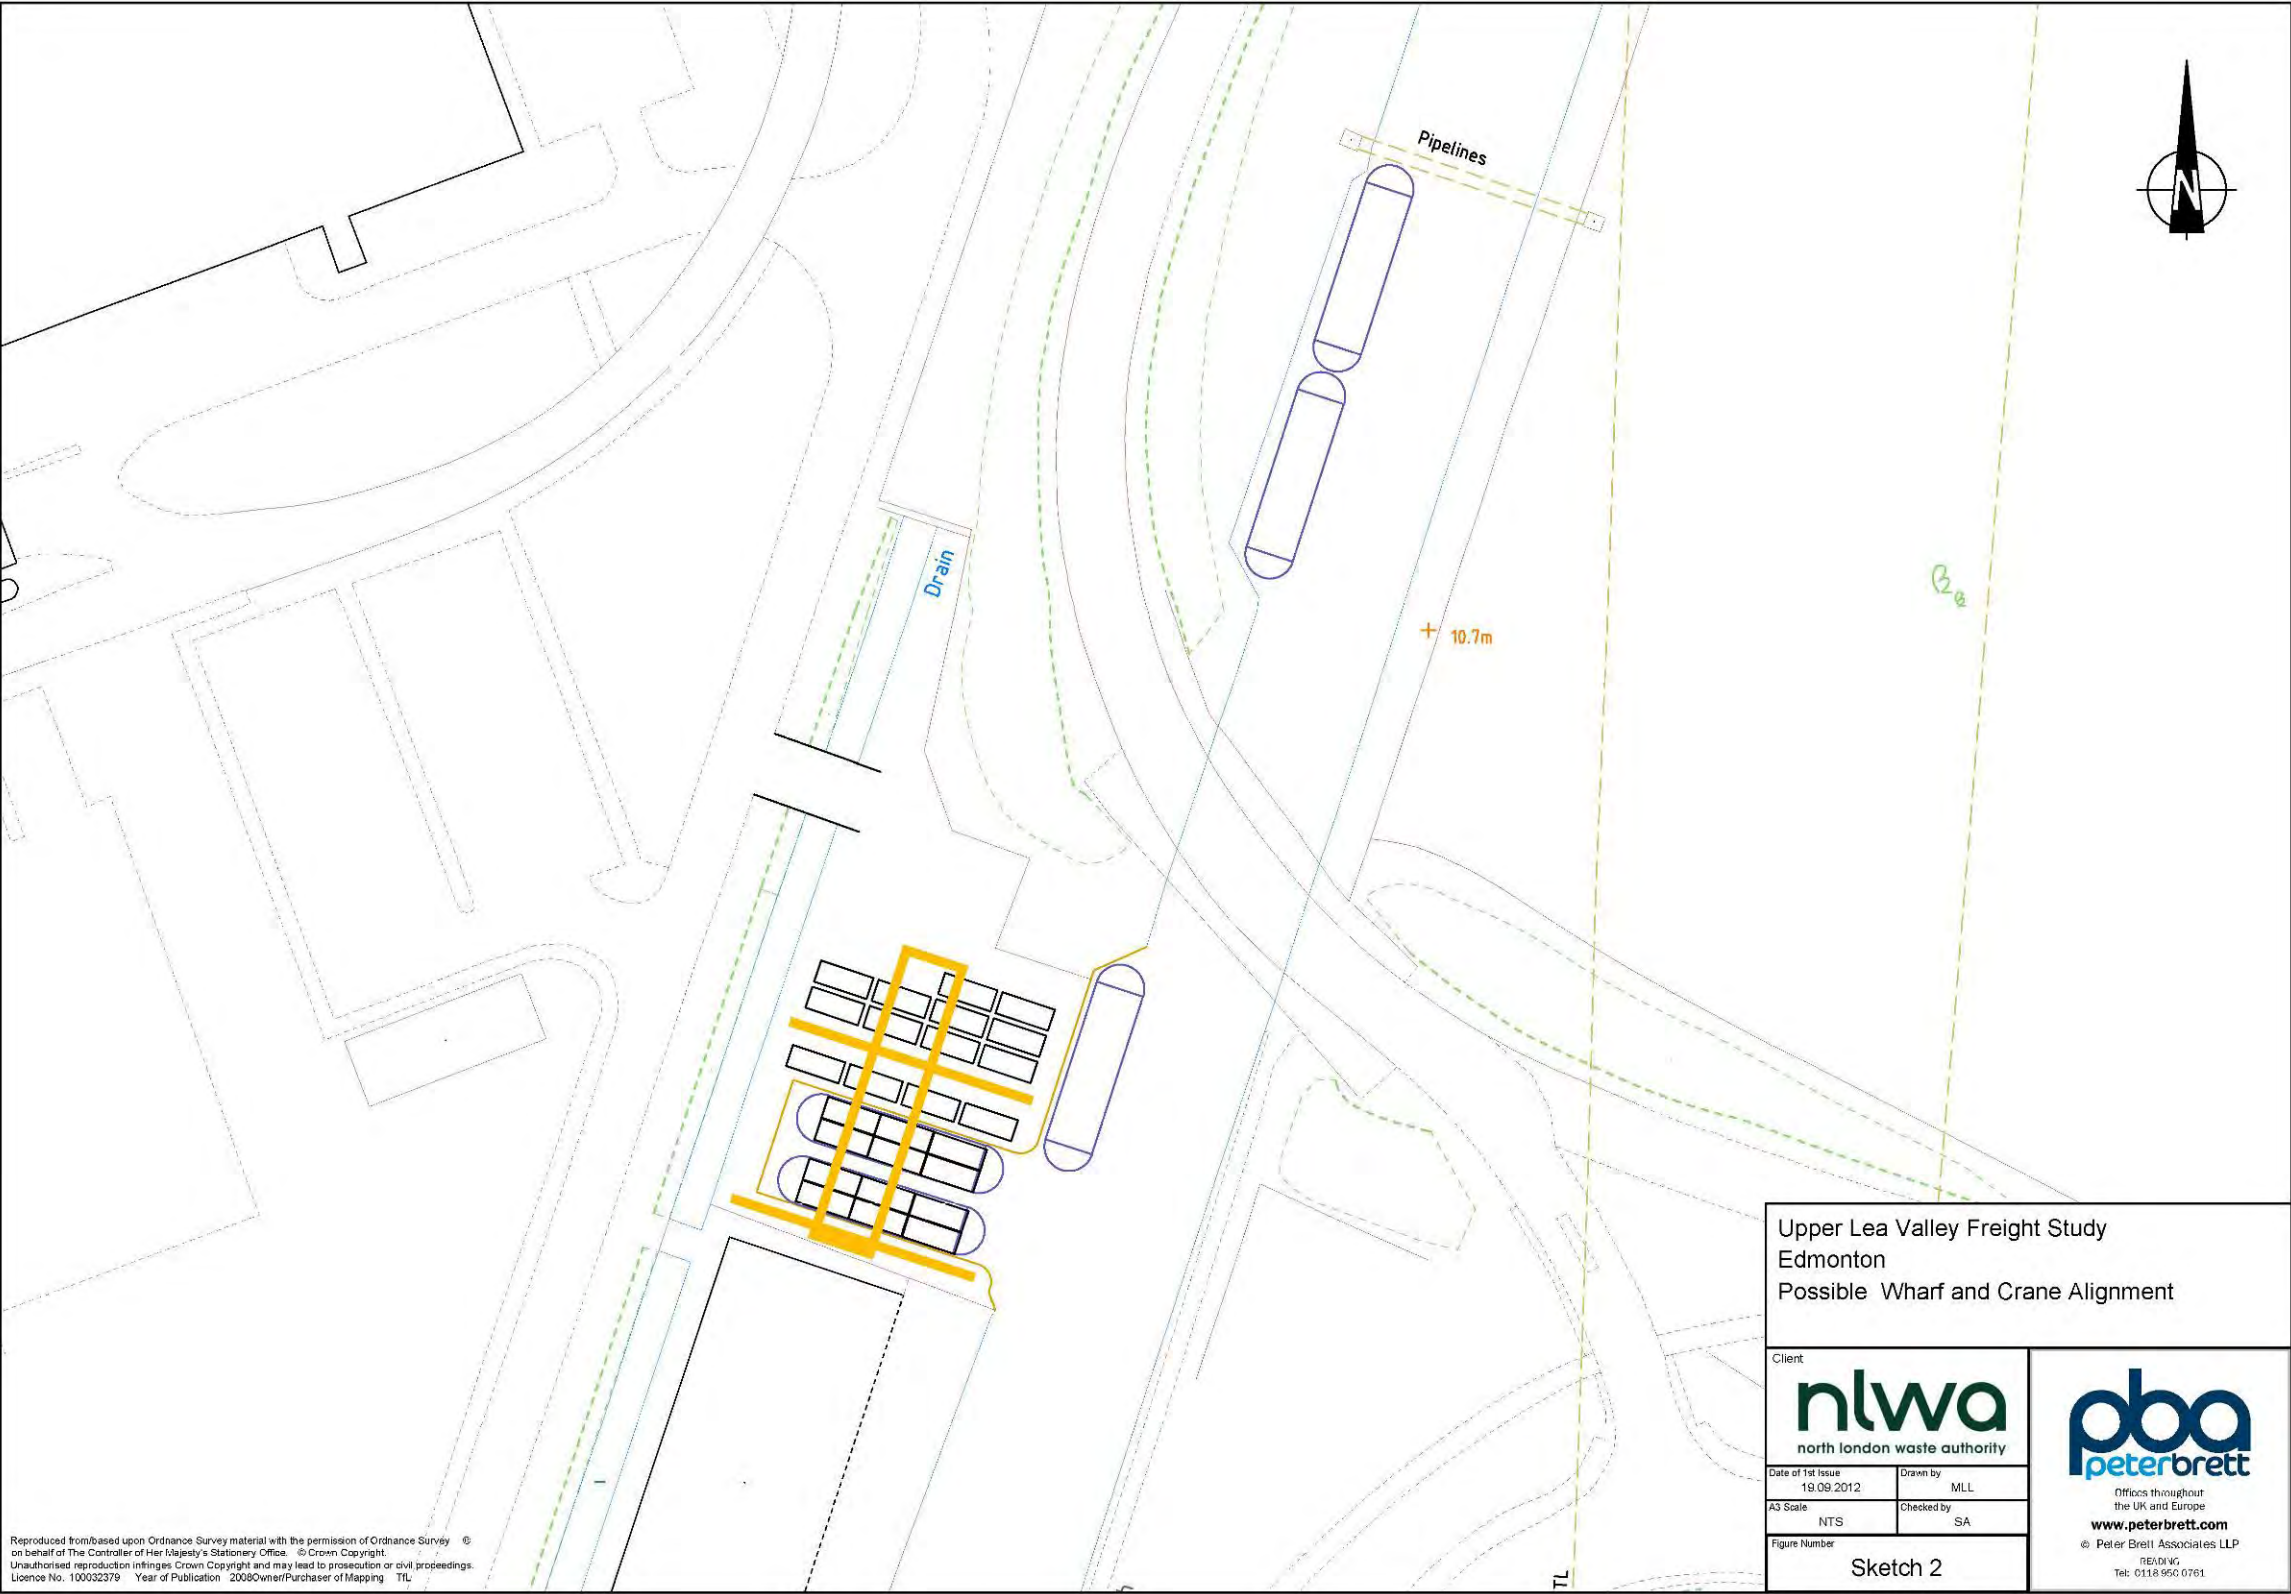 Pipelines
N
Drain
10.7m
TL
Upper Lea Valley Freight Study
Edmonton
Possible Wharf and Crane Alignment
Client
nlwa
north london waste authority
Date of 1st Issue
19.09.2012
Drawn by
MLL
A3 Scale
NTS
Checked by
SA
Figure Number
Sketch 2
pba
peterbrett
Offices throughout
the UK and Europe
www.peterbrett.com
© Peter Brett Associates LLP
READING
Tel: 0118 950 0761
Reproduced from/based upon Ordnance Survey material with the permission of Ordnance Survey ©
on behalf of The Controller of Her Majesty's Stationery Office. © Crown Copyright.
Unauthorised reproduction infringes Crown Copyright and may lead to prosecution or civil proceedings.
Licence No. 100032379 Year of Publication 2008Owner/Purchaser of Mapping TfL